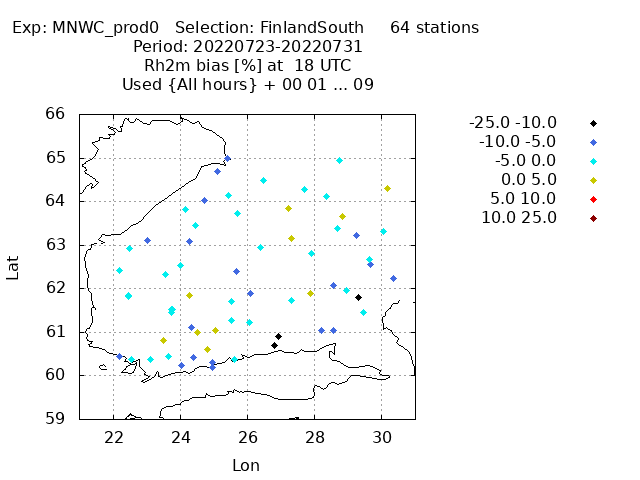 Exp: MNWC_prod0   Selection: FinlandSouth     64 stations
Period: 20220723-20220731
Rh2m bias [%] at  18 UTC
Used {All hours} + 00 01 ... 09
-25.0 -10.0
-10.0 -5.0
-5.0 0.0
0.0 5.0
5.0 10.0
10.0 25.0
66
65
64
63
62
61
60
59
Lat
22 24 26 28 30
Lon